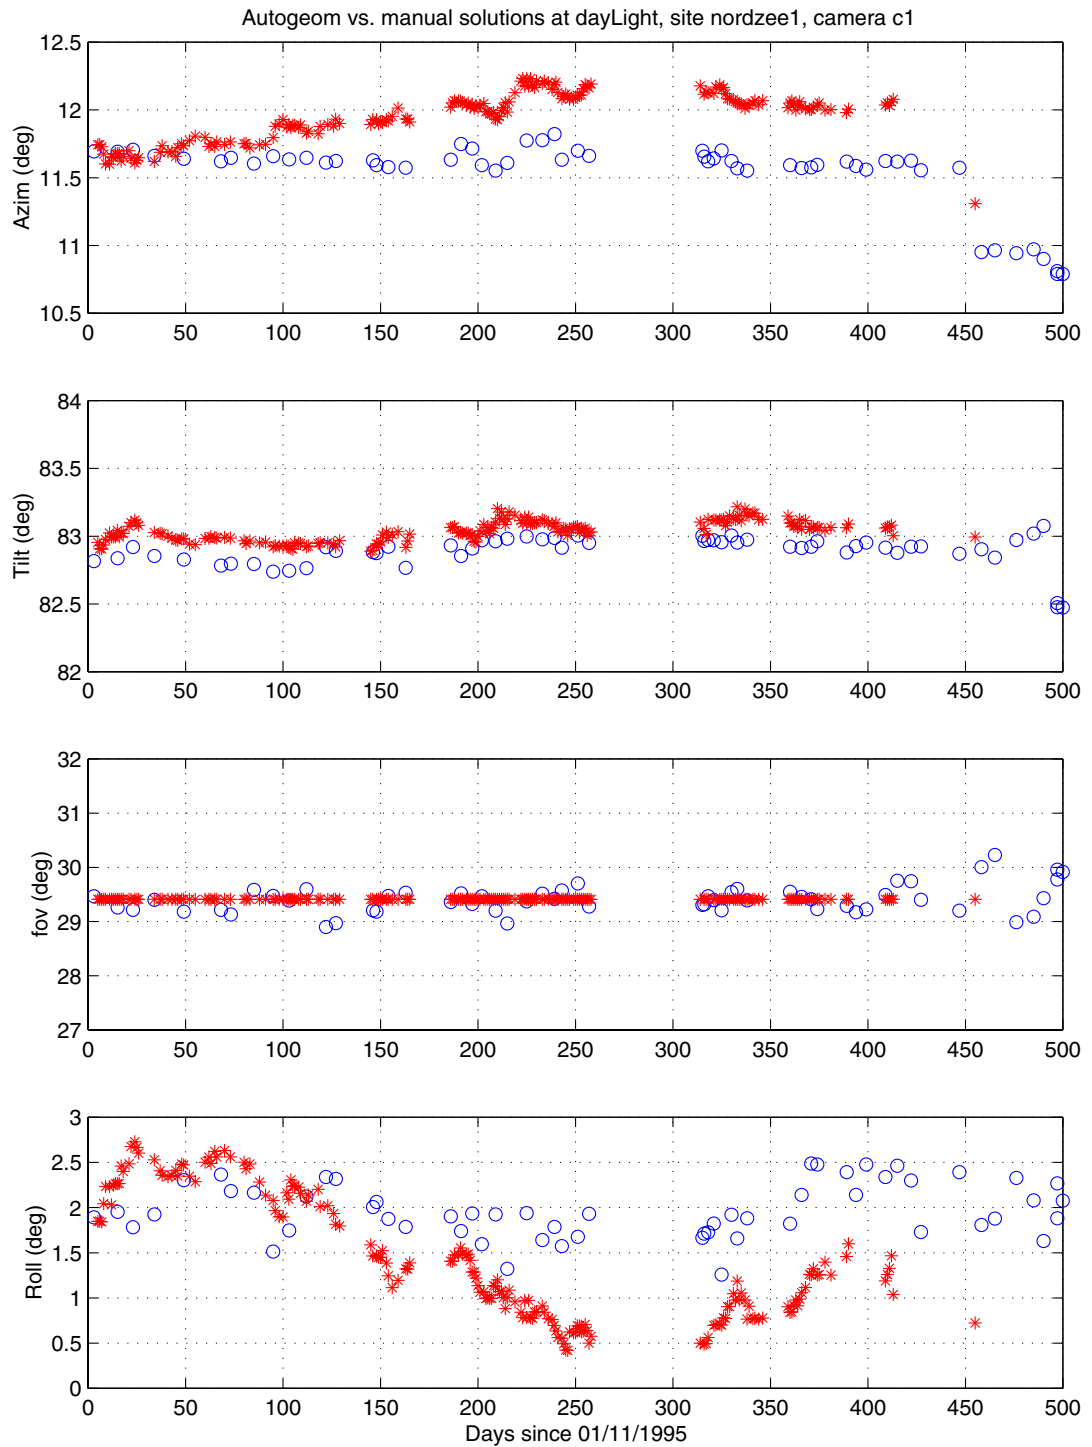 Autogeom vs. manual solutions at dayLight, site nordzee1, camera c1
12.5
12
11.5
11
10.5
Azim (deg)
0 50 100 150 200 250 300 350 400 450 500
84
83.5
83
82.5
82
Tilt (deg)
0 50 100 150 200 250 300 350 400 450 500
32
31
30
29
28
27
fov (deg)
0 50 100 150 200 250 300 350 400 450 500
3
2.5
2
1.5
1
0.5
0
Roll (deg)
0 50 100 150 200 250 300 350 400 450 500
Days since 01/11/1995